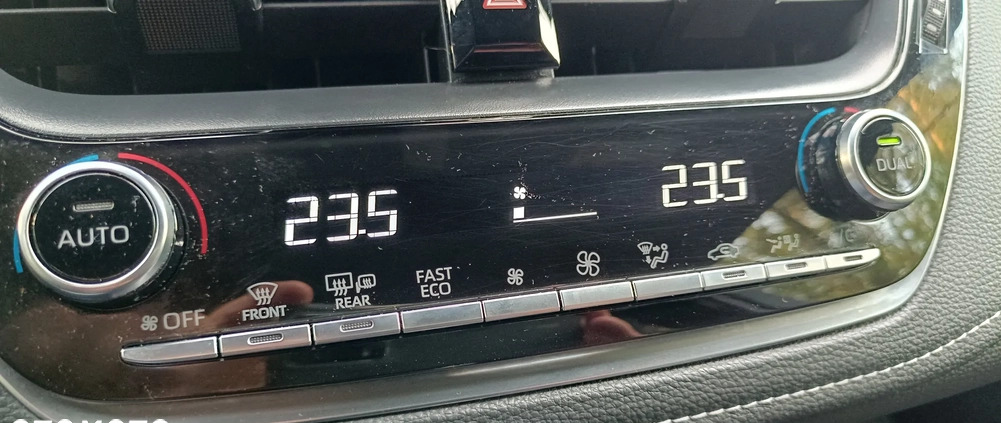 AUTO
23.5
23.5
DUAL
OFF
FRONT
REAR
FAST
ECO